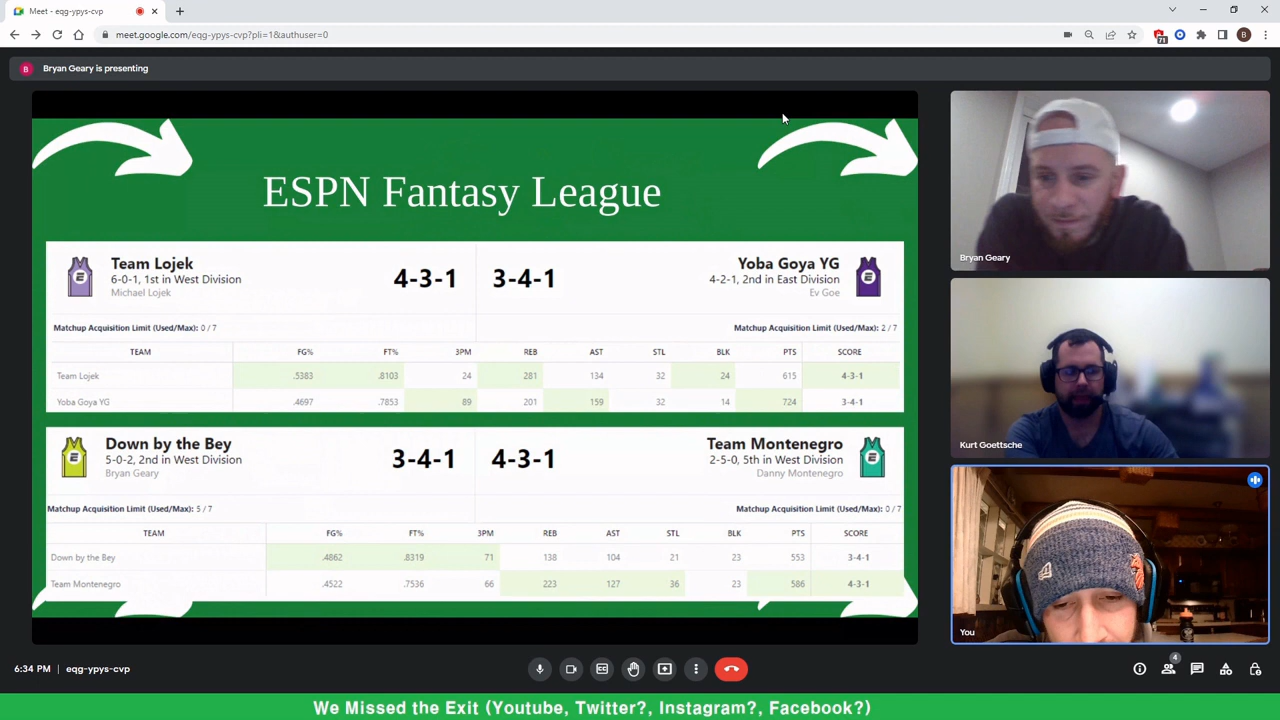 Meet - eqg-ypys-cvp
meet.google.com/eqg-ypys-cvp?pli=1&authuser=0
71
B
B
Bryan Geary is presenting
ESPN Fantasy League
Team Lojek
6-0-1, 1st in West Division
Michael Lojek
4-3-1
3-4-1
Yoba Goya YG
4-2-1, 2nd in East Division
Ev Goe
Matchup Acquisition Limit (Used/Max): 0 / 7
Matchup Acquisition Limit (Used/Max): 2 / 7
TEAM FG% FT% 3PM REB AST STL BLK PTS SCORE
Team Lojek .5383 .8103 24 281 134 32 24 615 4-3-1
Yoba Goya YG .4697 .7853 89 201 159 32 14 724 3-4-1
Down by the Bey
5-0-2, 2nd in West Division
Bryan Geary
3-4-1
4-3-1
Team Montenegro
2-5-0, 5th in West Division
Danny Montenegro
Matchup Acquisition Limit (Used/Max): 5 / 7
Matchup Acquisition Limit (Used/Max): 0 / 7
TEAM FG% FT% 3PM REB AST STL BLK PTS SCORE
Down by the Bey .4862 .8319 71 138 104 21 23 553 3-4-1
Team Montenegro .4522 .7536 66 223 127 36 23 586 4-3-1
Bryan Geary
Kurt Goettsche
You
6:34 PM | eqg-ypys-cvp
4
We Missed the Exit (Youtube, Twitter?, Instagram?, Facebook?)